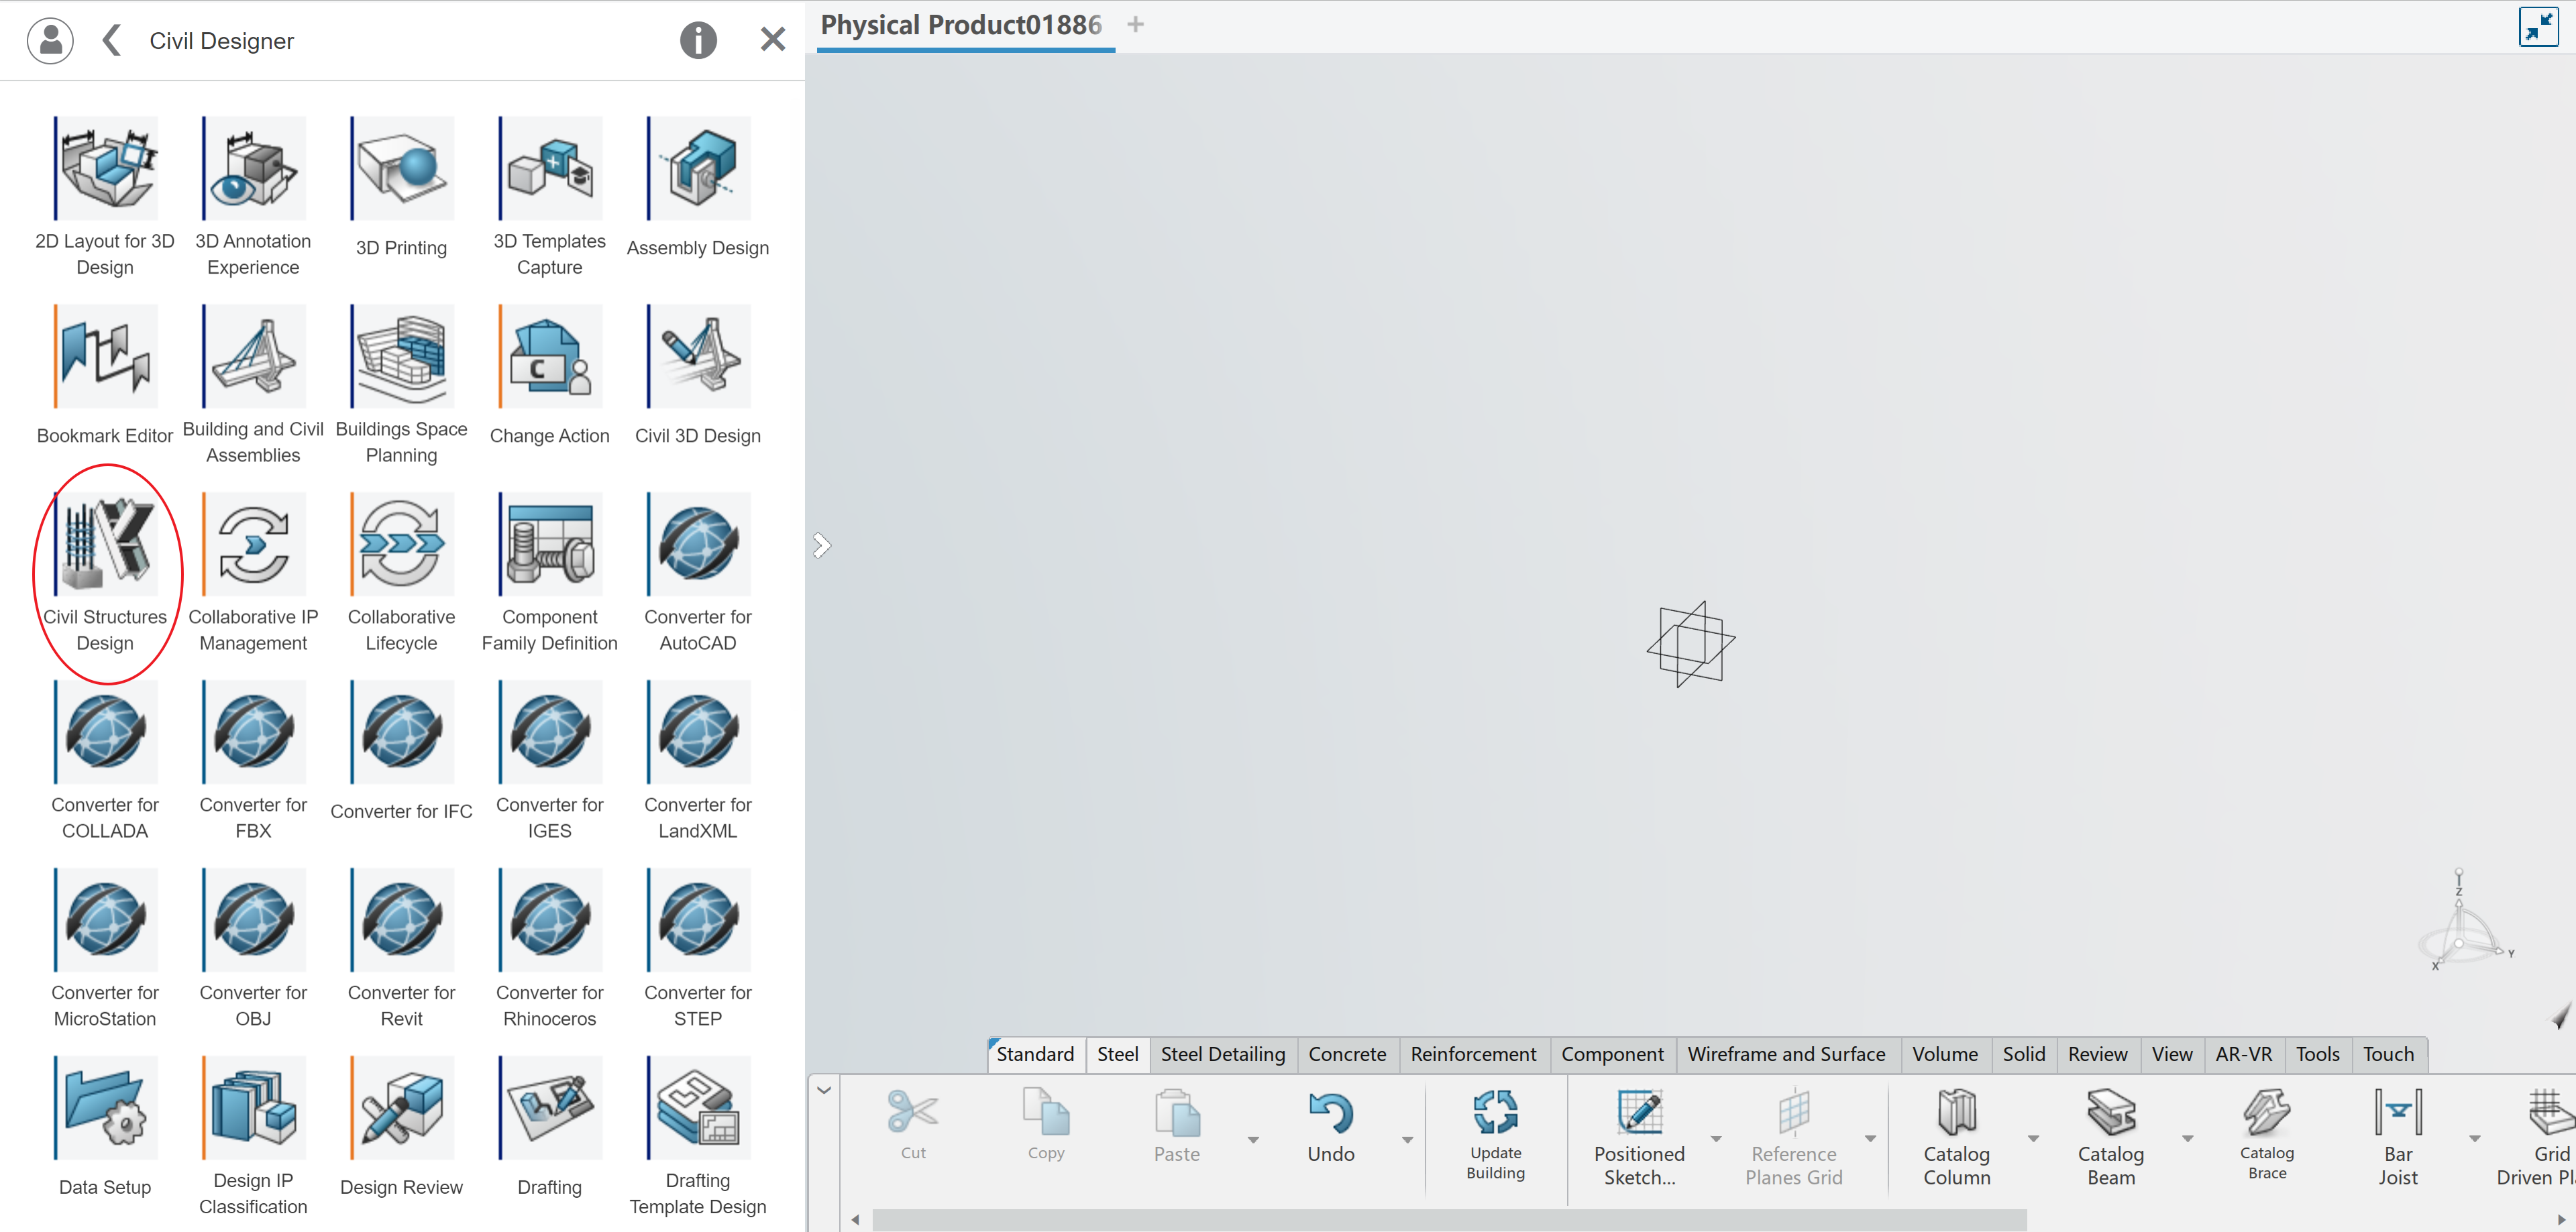 Civil Designer
Physical Product01886
2D Layout for 3D
Design
3D Annotation
Experience
3D Printing
3D Templates
Capture
Assembly Design
Bookmark Editor
Building and Civil
Assemblies
Buildings Space
Planning
C
Change Action
Civil 3D Design
Civil Structures
Design
Collaborative IP
Management
Collaborative
Lifecycle
Component
Family Definition
Converter for
AutoCAD
Converter for
COLLADA
Converter for
FBX
Converter for IFC
Converter for
IGES
Converter for
LandXML
Converter for
MicroStation
Converter for
OBJ
Converter for
Revit
Converter for
Rhinoceros
Converter for
STEP
Data Setup
Design IP
Classification
Design Review
Drafting
Drafting
Template Design
Z
Y
X
Standard
Steel
Steel Detailing
Concrete
Reinforcement
Component
Wireframe and Surface
Volume
Solid
Review
View
AR-VR
Tools
Touch
Cut
Copy
Paste
Undo
Update
Building
Positioned
Sketch...
Reference
Planes Grid
Catalog
Column
Catalog
Beam
Catalog
Brace
Bar
Joist
Grid
Driven Pl